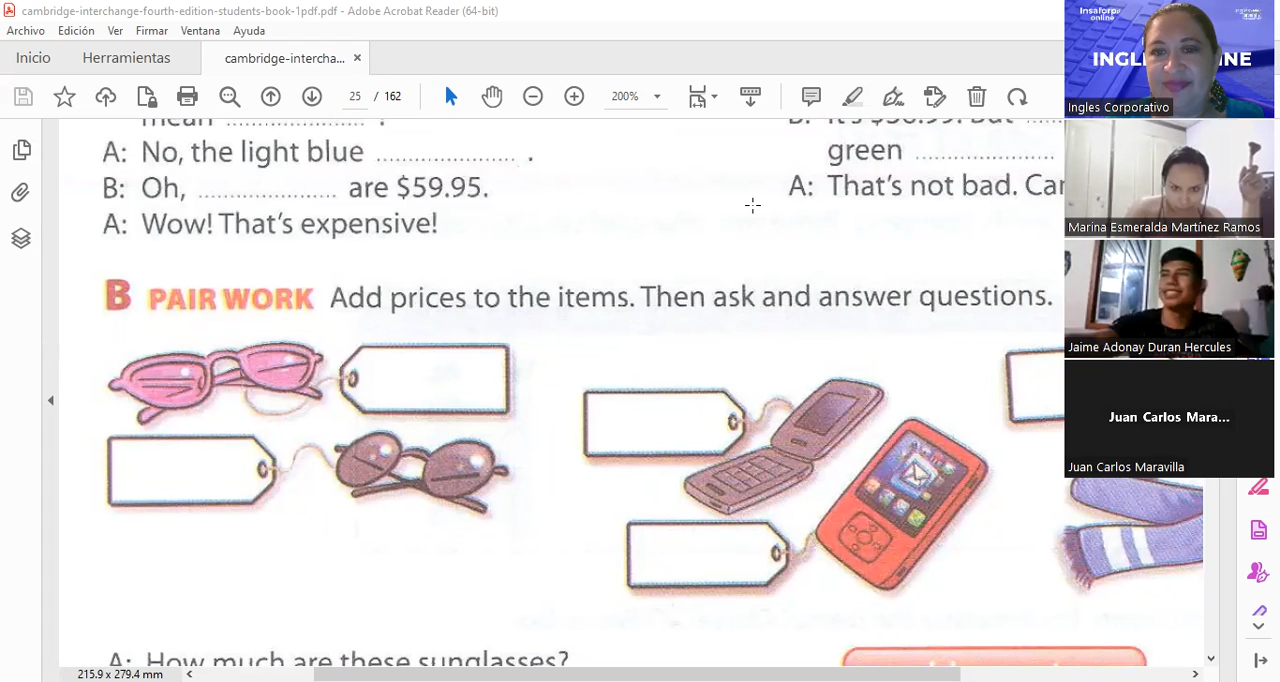 cambridge-interchange-fourth-edition-students-book-1pdf.pdf - Adobe Acrobat Reader (64-bit)
Archivo Edición Ver Firmar Ventana Ayuda
Inicio Herramientas cambridge-intercha... ×
25 / 162 200%
mean .................... ?
A: No, the light blue .................... .
B: Oh, .................... are $59.95.
A: Wow! That's expensive!
green ....................
A: That's not bad. Can
B PAIR WORK Add prices to the items. Then ask and answer questions.
A: How much are these sunglasses?
215.9 x 279.4 mm
Insaforp
online
INGL
NE
Ingles Corporativo
Marina Esmeralda Martínez Ramos
Jaime Adonay Duran Hercules
Juan Carlos Mara...
Juan Carlos Maravilla